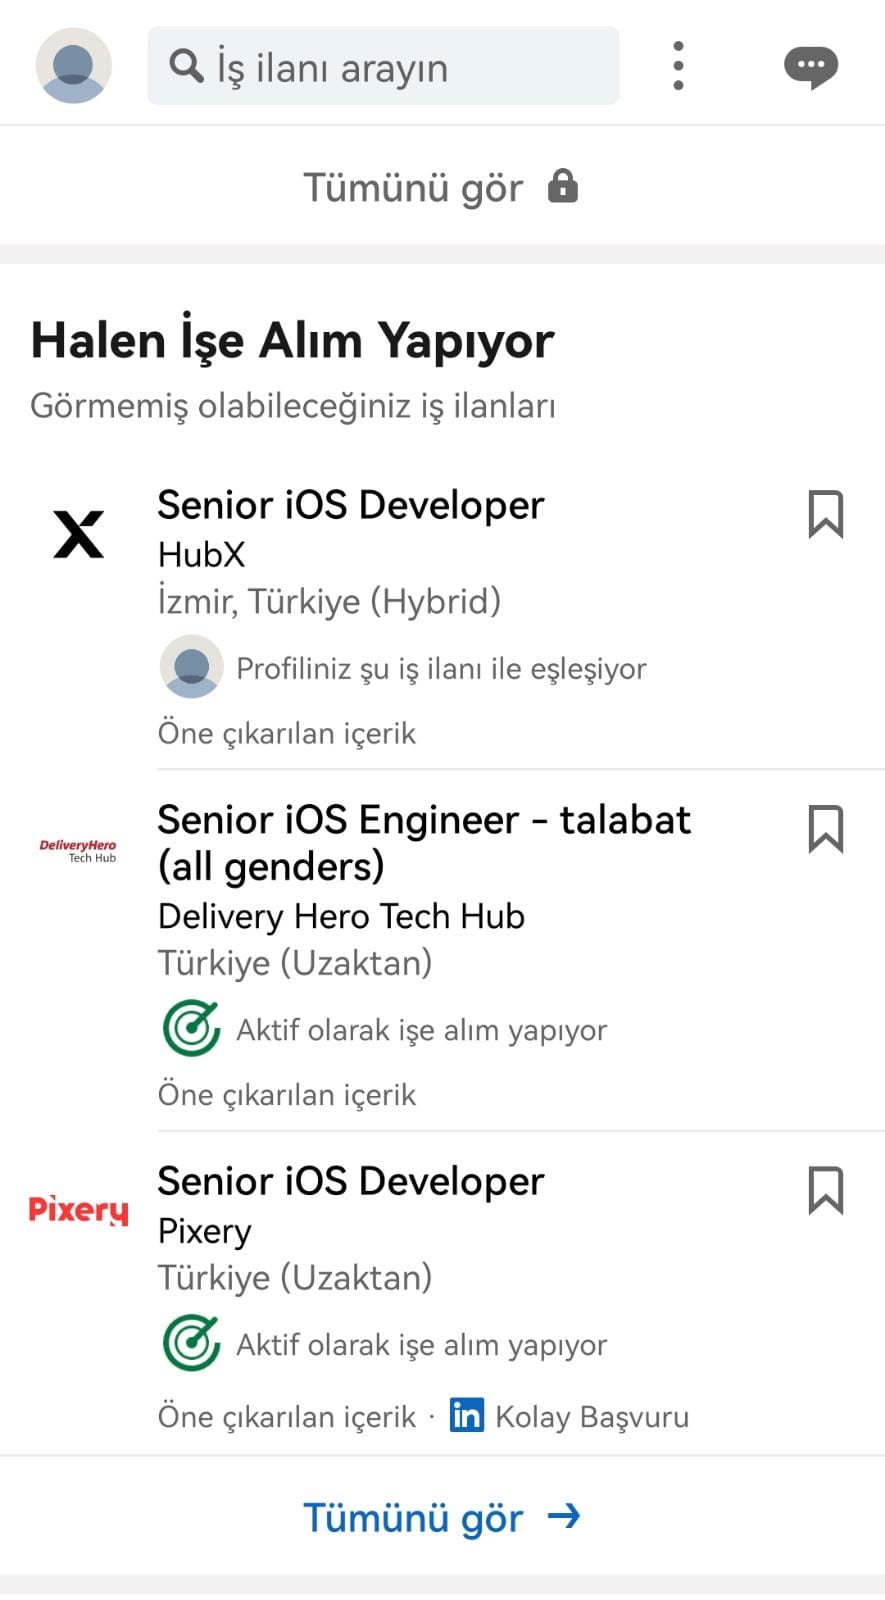 İş ilanı arayın
Tümünü gör
Halen İşe Alım Yapıyor
Görmemiş olabileceğiniz iş ilanları
X
Senior iOS Developer
HubX
İzmir, Türkiye (Hybrid)
Profiliniz şu iş ilanı ile eşleşiyor
Öne çıkarılan içerik
DeliveryHero
Tech Hub
Senior iOS Engineer - talabat
(all genders)
Delivery Hero Tech Hub
Türkiye (Uzaktan)
Aktif olarak işe alım yapıyor
Öne çıkarılan içerik
Pixery
Senior iOS Developer
Pixery
Türkiye (Uzaktan)
Aktif olarak işe alım yapıyor
Öne çıkarılan içerik · in Kolay Başvuru
Tümünü gör →